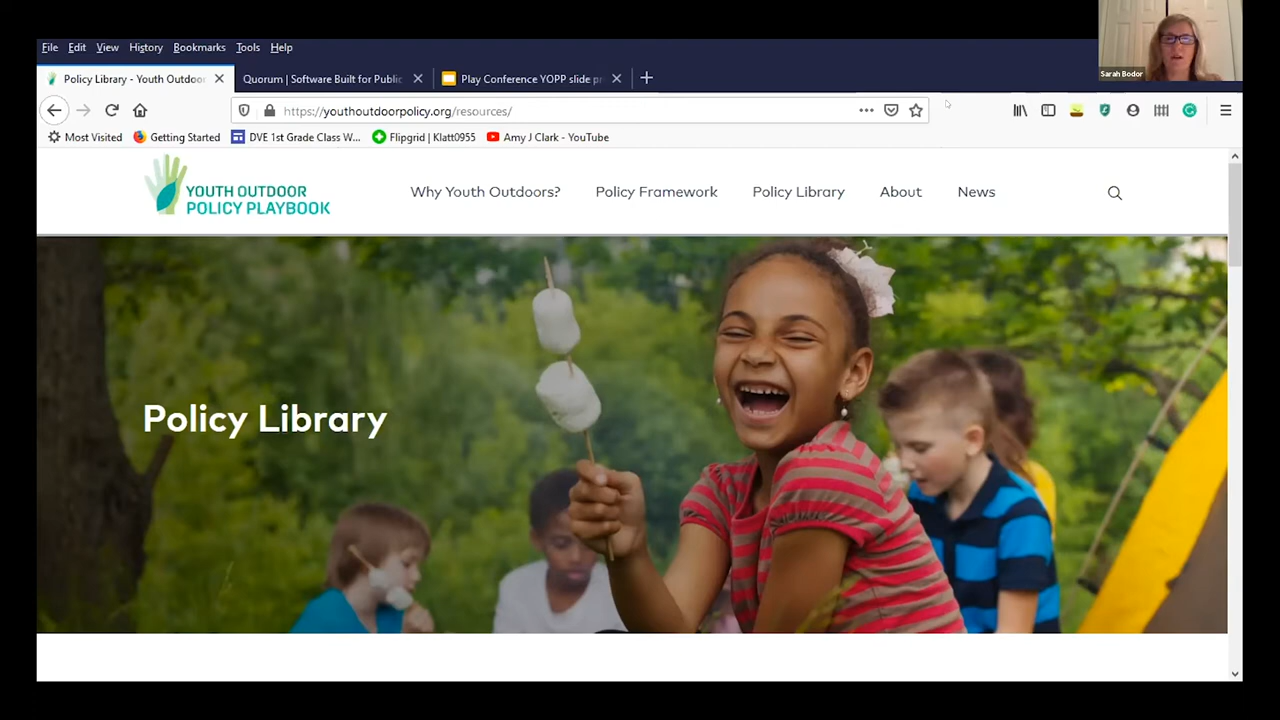 File Edit View History Bookmarks Tools Help
Sarah Bodor
Policy Library - Youth Outdoor
Quorum | Software Built for Public
Play Conference YOPP slide pr
https://youthoutdoorpolicy.org/resources/
Most Visited Getting Started DVE 1st Grade Class W... Flipgrid | Klatt0955 Amy J Clark - YouTube
YOUTH OUTDOOR
POLICY PLAYBOOK
Why Youth Outdoors? Policy Framework Policy Library About News
Policy Library